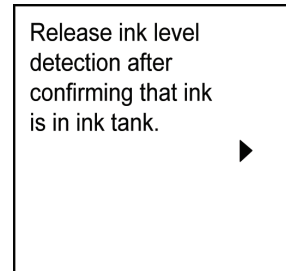 Release ink level
detection after
confirming that ink
is in ink tank.